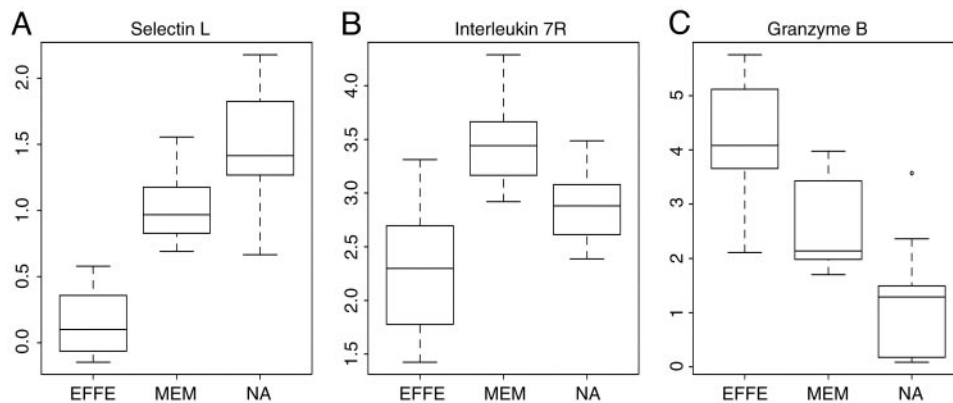 A
Selectin L
0.0
0.5
1.0
1.5
2.0
EFFE MEM NA
B
Interleukin 7R
1.5
2.0
2.5
3.0
3.5
4.0
EFFE MEM NA
C
Granzyme B
0
1
2
3
4
5
EFFE MEM NA